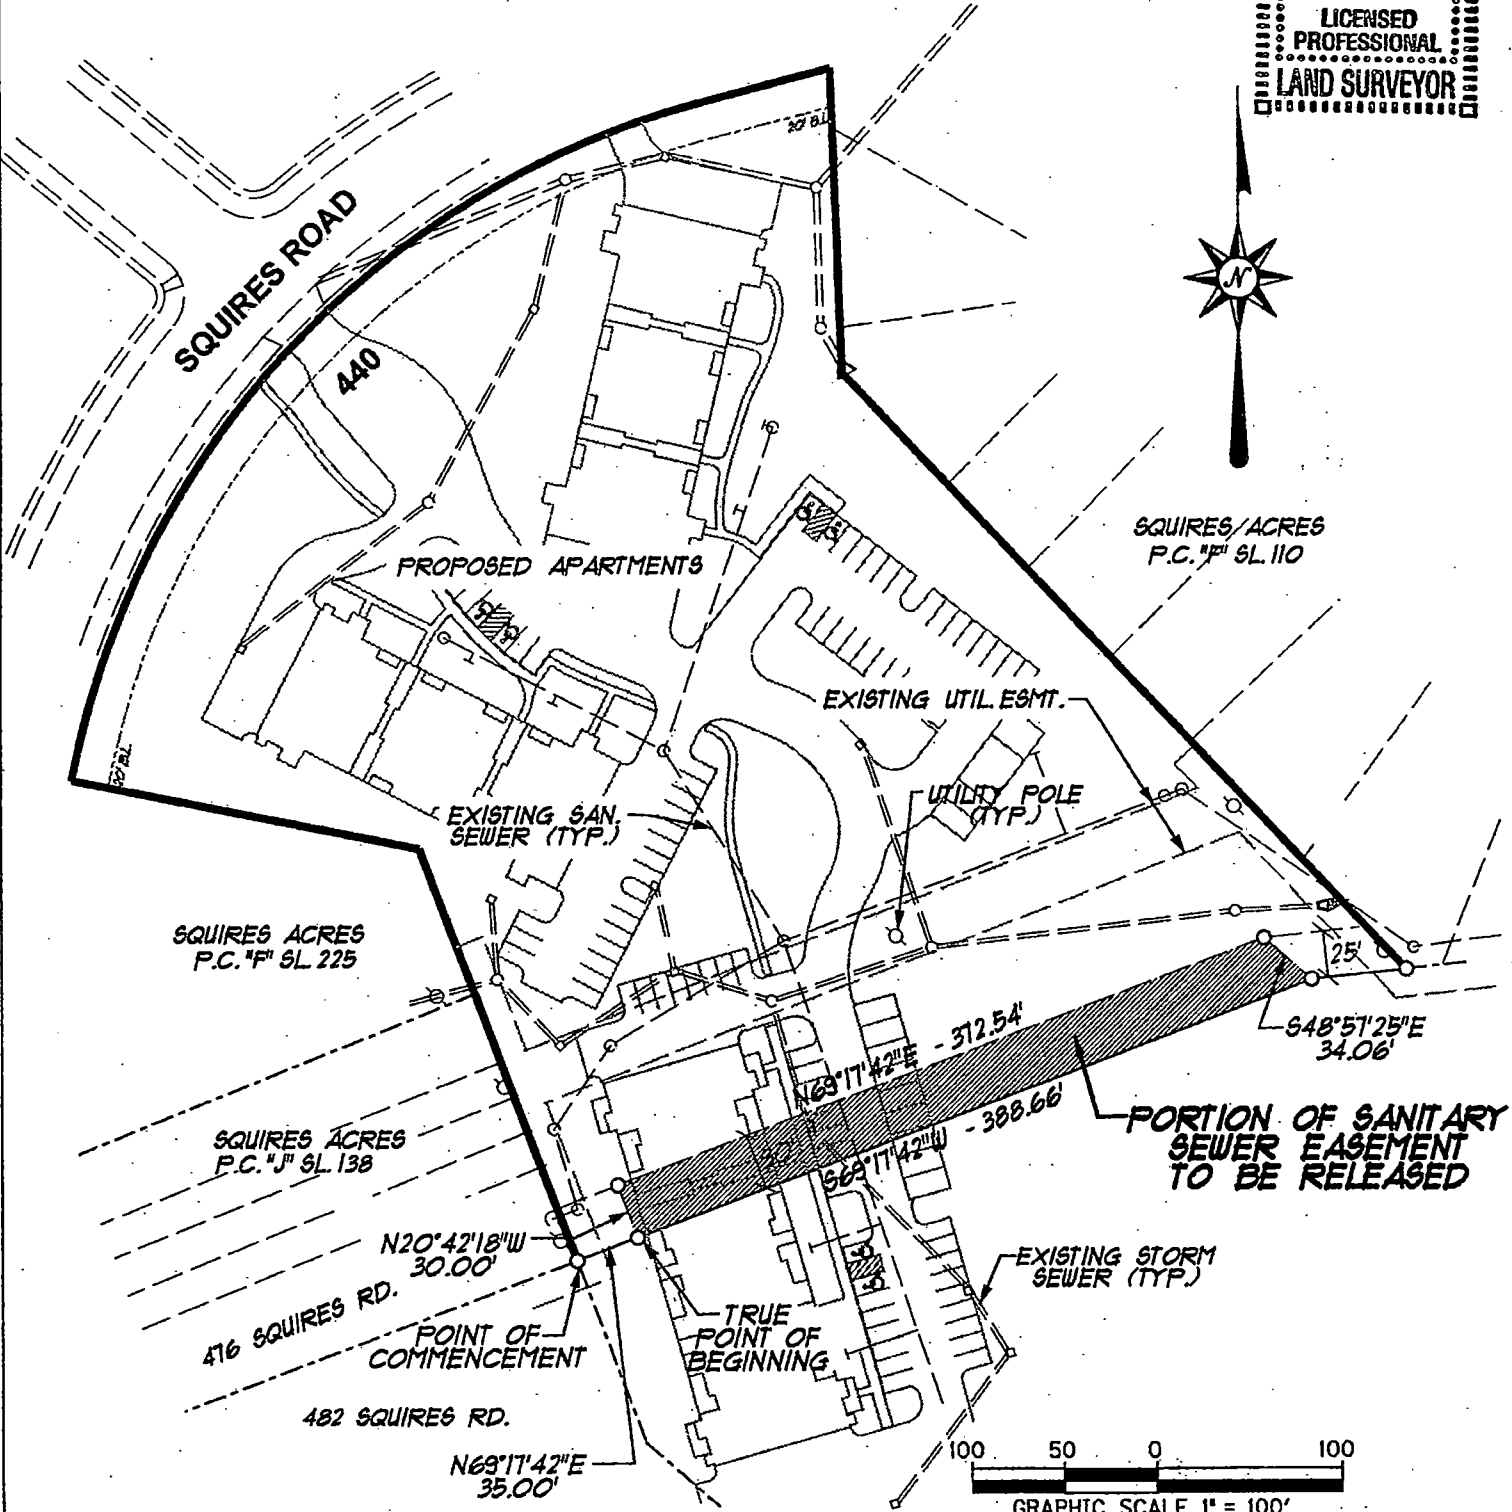 LICENSED
PROFESSIONAL
LAND SURVEYOR
20' B.L.
SQUIRES ROAD
N
440
SQUIRES/ACRES
P.C. "F" SL. 110
PROPOSED APARTMENTS
EXISTING UTIL. ESMT.
20' B.L.
UTILITY POLE
(TYP.)
EXISTING SAN.
SEWER (TYP.)
SQUIRES ACRES
P.C. "F" SL. 225
25'
N69°17'42"E - 372.54'
S48°57'25"E
34.06'
S69°17'42"W - 388.66'
PORTION OF SANITARY
SEWER EASEMENT
TO BE RELEASED
SQUIRES ACRES
P.C. "J" SL. 138
N20°42'18"W
30.00'
EXISTING STORM
SEWER (TYP.)
476 SQUIRES RD.
POINT OF
COMMENCEMENT
TRUE
POINT OF
BEGINNING
482 SQUIRES RD.
N69°17'42"E
35.00'
100 50 0 100
GRAPHIC SCALE 1" = 100'